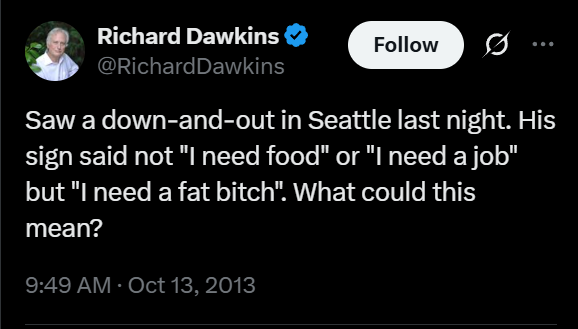 Richard Dawkins
@RichardDawkins
Follow
Saw a down-and-out in Seattle last night. His
sign said not "I need food" or "I need a job"
but "I need a fat bitch". What could this
mean?
9:49 AM · Oct 13, 2013